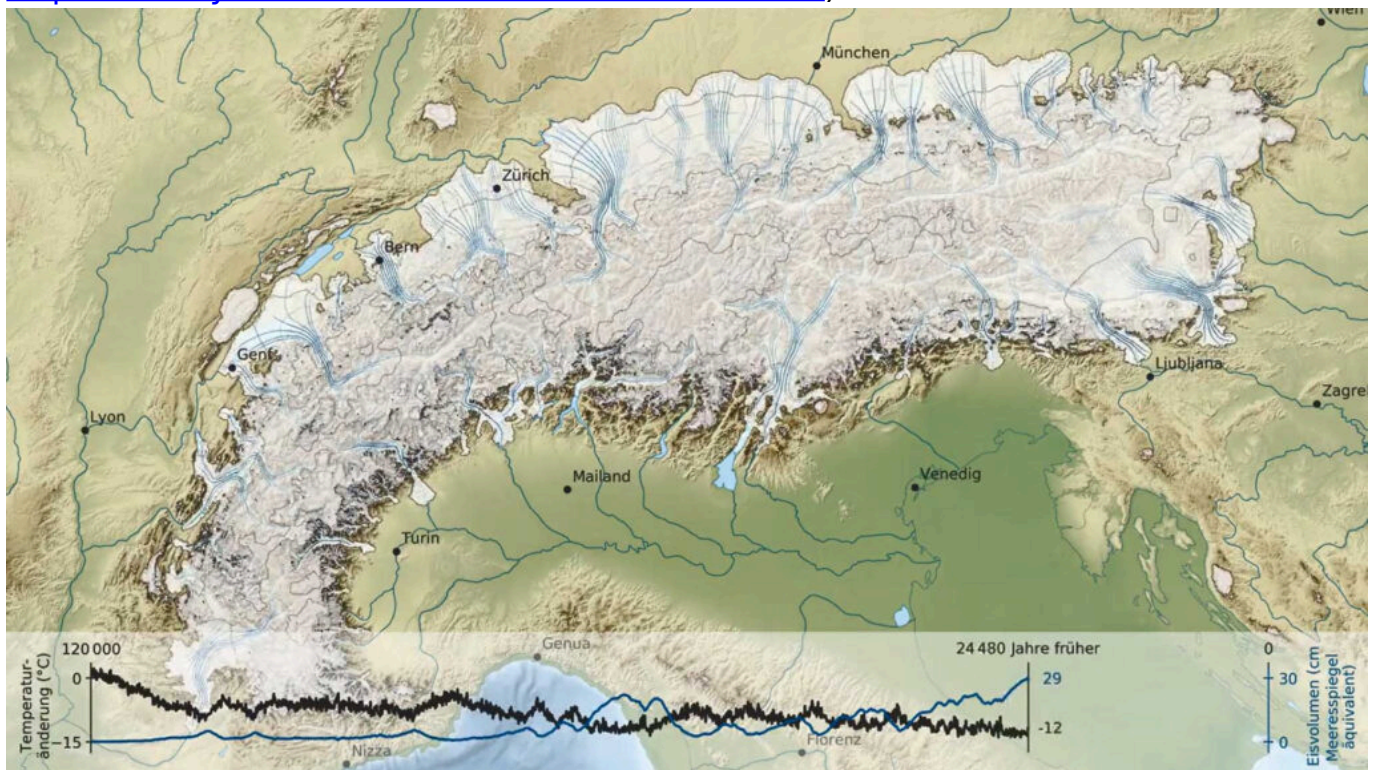 Wien
München
Zürich
Bern
Genf
Lyon
Ljubljana
Zagre
Mailand
Venedig
Turin
Genua
120 000
24 480 Jahre früher
0
Temperatur-
änderung (°C)
0
−15
29
-12
30
0
Eisvolumen (cm
Meeresspiegel
äquivalent)
Nizza
Florenz